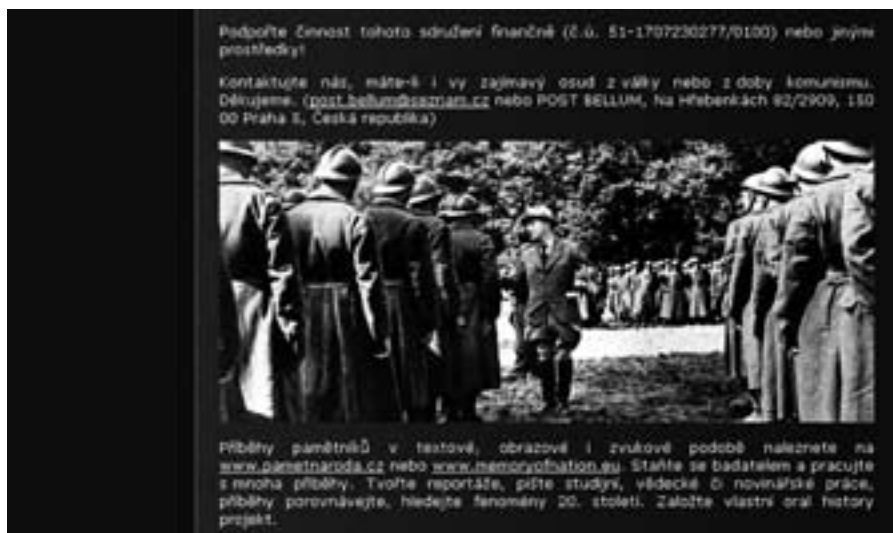 Podpořte činnost tohoto sdružení finančně (č.ú. 51-1707230277/0100) nebo jinými
prostředky!
Kontaktujte nás, máte-li i vy zajímavý osud z války nebo z doby komunismu.
Děkujeme. (post.bellum@seznam.cz nebo POST BELLUM, Na Hřebenkách 82/2909, 150
00 Praha 5, Česká republika)
Příběhy pamětníků v textové, obrazové i zvukové podobě naleznete na
www.pametnaroda.cz nebo www.memoryofnation.eu. Staňte se badatelem a pracujte
s mnoha příběhy. Tvořte reportáže, pište studijní, vědecké či novinářské práce,
příběhy porovnávejte, hledejte fenomény 20. století. Založte vlastní oral history
projekt.